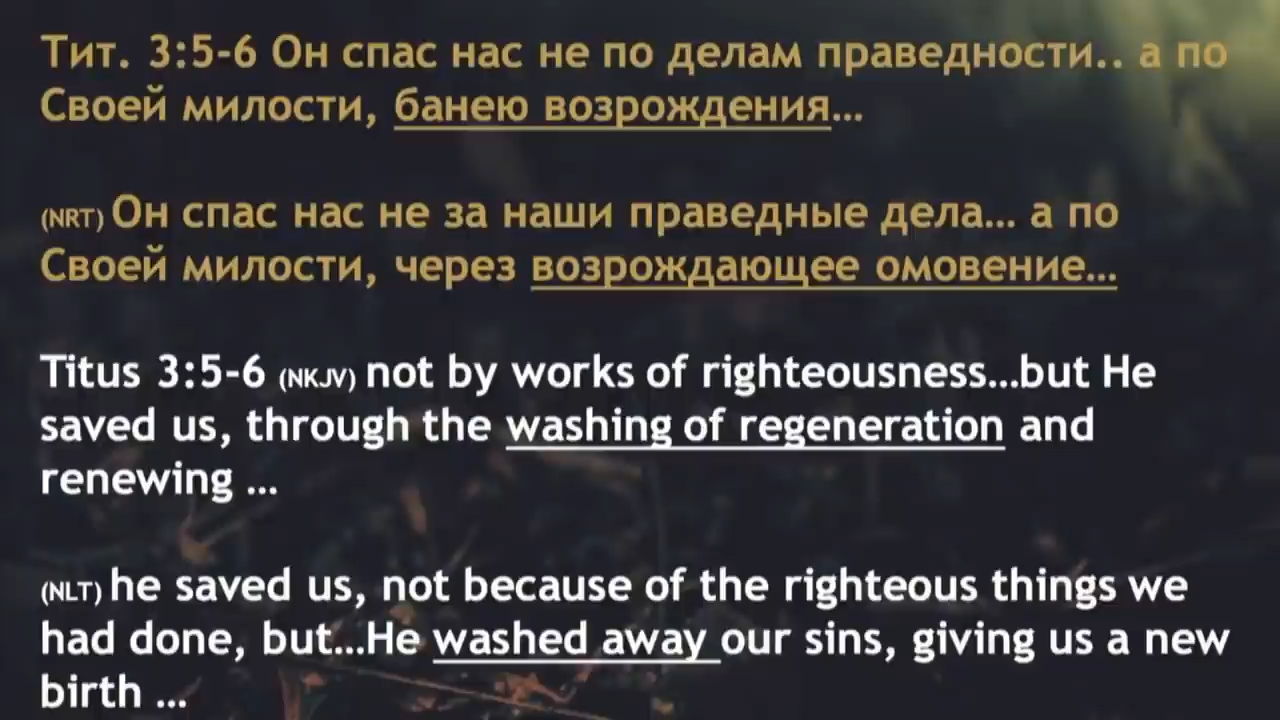 Тит. 3:5-6 Он спас нас не по делам праведности.. а по
Своей милости, банею возрождения...
(NRT) Он спас нас не за наши праведные дела... а по
Своей милости, через возрождающее омовение...
Titus 3:5-6 (NKJV) not by works of righteousness...but He
saved us, through the washing of regeneration and
renewing ...
(NLT) he saved us, not because of the righteous things we
had done, but...He washed away our sins, giving us a new
birth ...